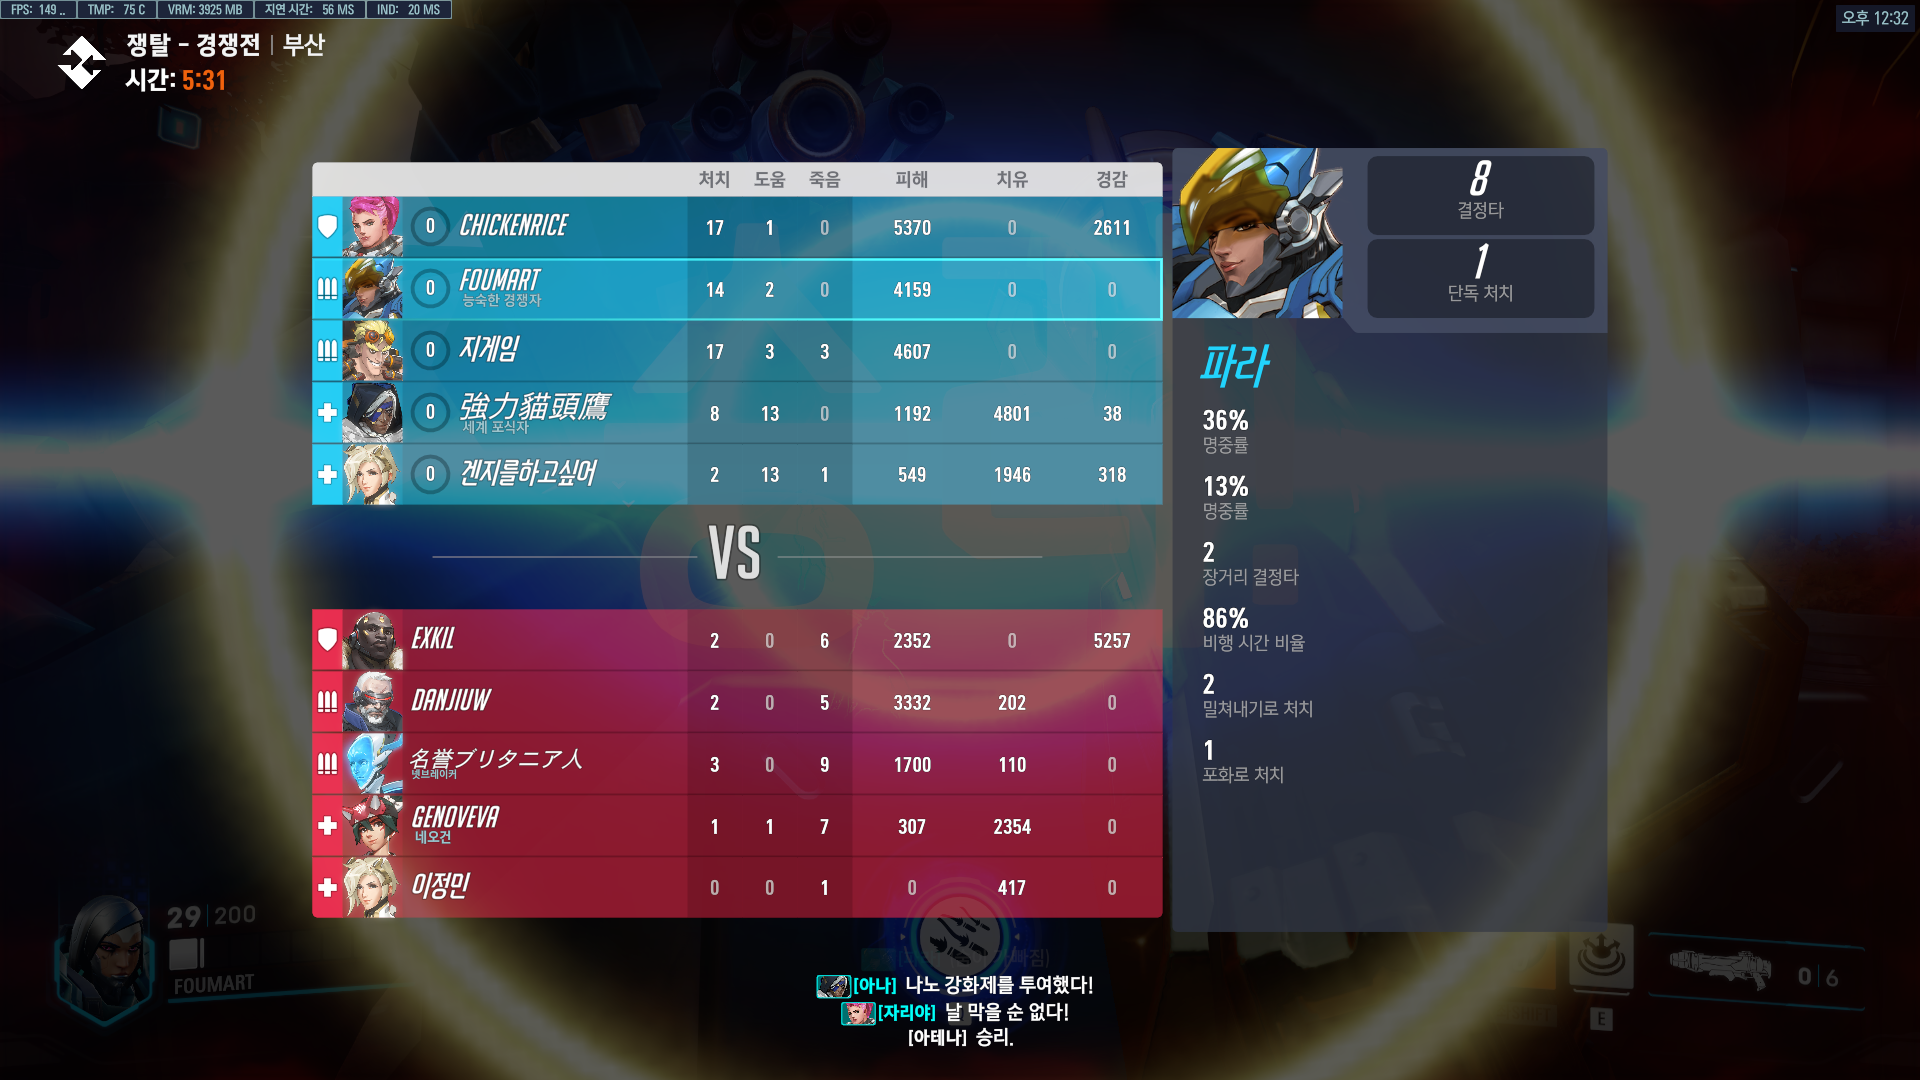 FPS: 149 .. TMP: 75 C VRM: 3925 MB 지연 시간: 56 MS IND: 20 MS
오후 12:32
쟁탈 - 경쟁전 | 부산
시간: 5:31
처치 도움 죽음 피해 치유 경감
0 CHICKENRICE 17 1 0 5370 0 2611
0 FOUMART 14 2 0 4159 0 0
능숙한 경쟁자
0 지게임 17 3 3 4607 0 0
0 強力貓頭鷹 8 13 0 1192 4801 38
세계 포식자
0 겐지를하고싶어 2 13 1 549 1946 318
VS
EXKIL 2 0 6 2352 0 5257
DANJIUW 2 0 5 3332 202 0
名誉ブリタニア人 3 0 9 1700 110 0
넷브레이커
GENOVEVA 1 1 7 307 2354 0
네오건
이정민 0 0 1 0 417 0
8
결정타
1
단독 처치
파라
36%
명중률
13%
명중률
2
장거리 결정타
86%
비행 시간 비율
2
밀쳐내기로 처치
1
포화로 처치
29 | 200
FOUMART
[아나] 나노 강화제를 투여했다!
[자리야] 날 막을 순 없다!
[아테나] 승리.
0 | 6
E